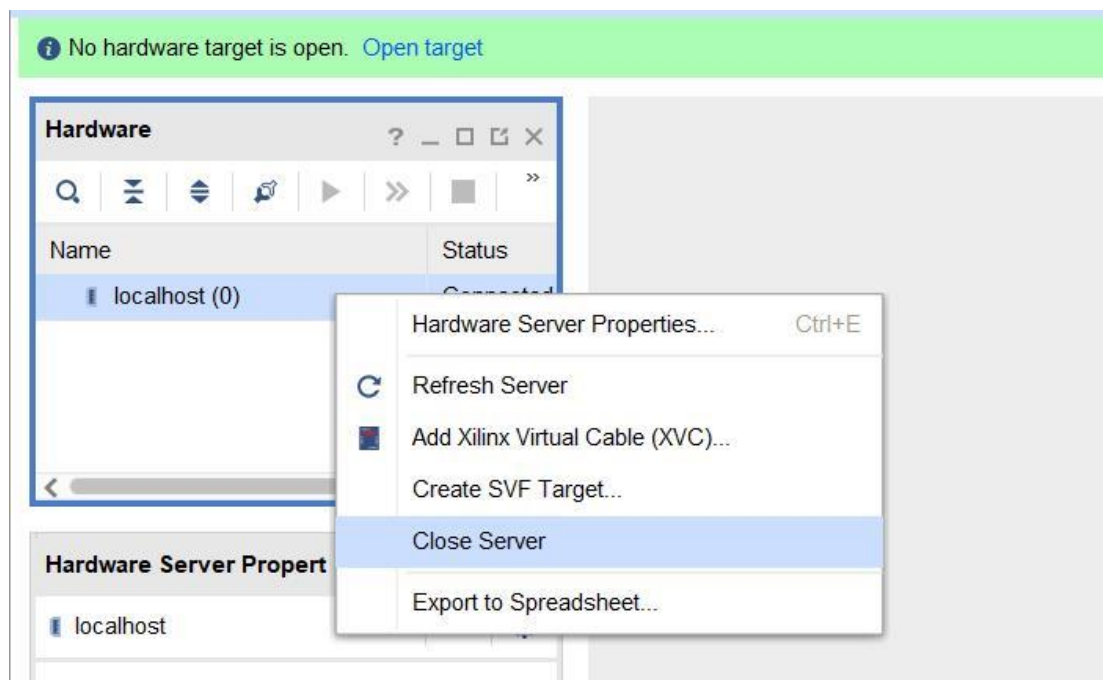 No hardware target is open. Open target
Hardware
Name
Status
localhost (0)
Connected
Hardware Server Properties... Ctrl+E
Refresh Server
Add Xilinx Virtual Cable (XVC)...
Create SVF Target...
Close Server
Export to Spreadsheet...
Hardware Server Propert
localhost